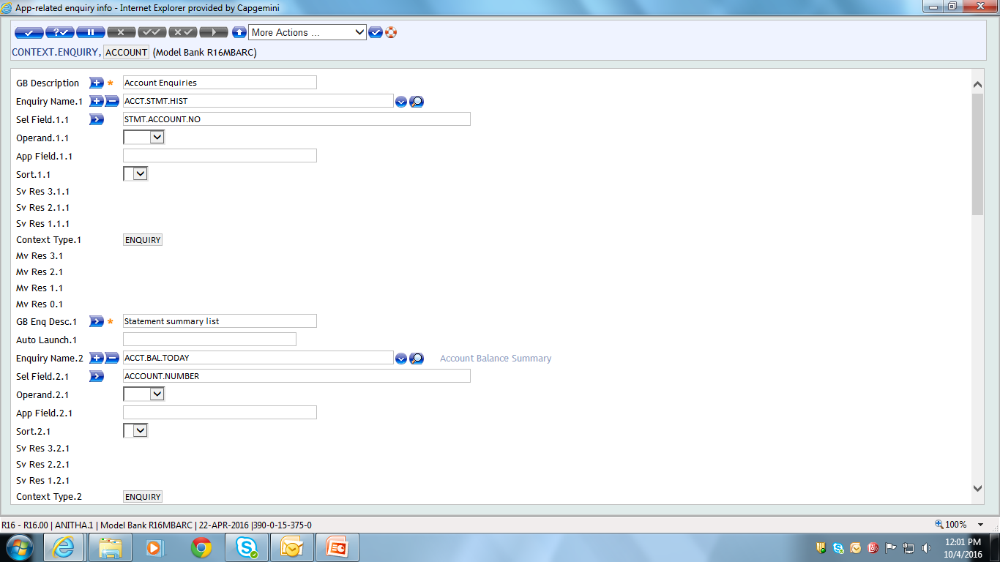 App-related enquiry info - Internet Explorer provided by Capgemini
More Actions ...
CONTEXT.ENQUIRY, ACCOUNT (Model Bank R16MBARC)
GB Description * Account Enquiries
Enquiry Name.1 ACCT.STMT.HIST
Sel Field.1.1 STMT.ACCOUNT.NO
Operand.1.1
App Field.1.1
Sort.1.1
Sv Res 3.1.1
Sv Res 2.1.1
Sv Res 1.1.1
Context Type.1 ENQUIRY
Mv Res 3.1
Mv Res 2.1
Mv Res 1.1
Mv Res 0.1
GB Enq Desc.1 * Statement summary list
Auto Launch.1
Enquiry Name.2 ACCT.BAL.TODAY Account Balance Summary
Sel Field.2.1 ACCOUNT.NUMBER
Operand.2.1
App Field.2.1
Sort.2.1
Sv Res 3.2.1
Sv Res 2.2.1
Sv Res 1.2.1
Context Type.2 ENQUIRY
R16 - R16.00 | ANITHA.1 | Model Bank R16MBARC | 22-APR-2016 |390-0-15-375-0
100%
12:01 PM
10/4/2016